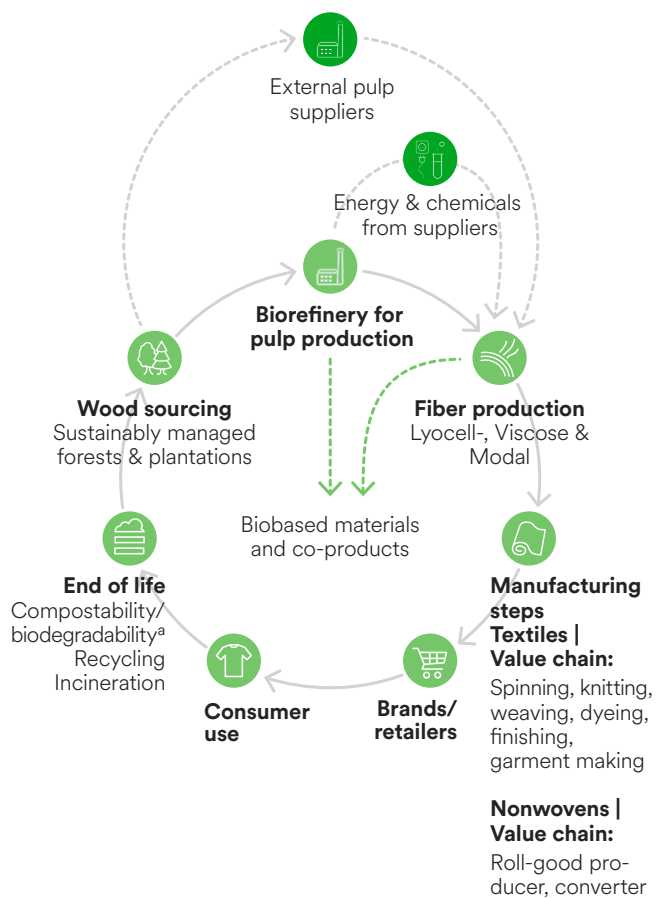 External pulp
suppliers
Energy & chemicals
from suppliers
Biorefinery for
pulp production
Wood sourcing
Sustainably managed
forests & plantations
Fiber production
Lyocell-, Viscose &
Modal
Biobased materials
and co-products
End of life
Compostability/
biodegradabilityᵃ
Recycling
Incineration
Manufacturing
steps
Textiles |
Value chain:
Spinning, knitting,
weaving, dyeing,
finishing,
garment making
Consumer
use
Brands/
retailers
Nonwovens |
Value chain:
Roll-good pro-
ducer, converter